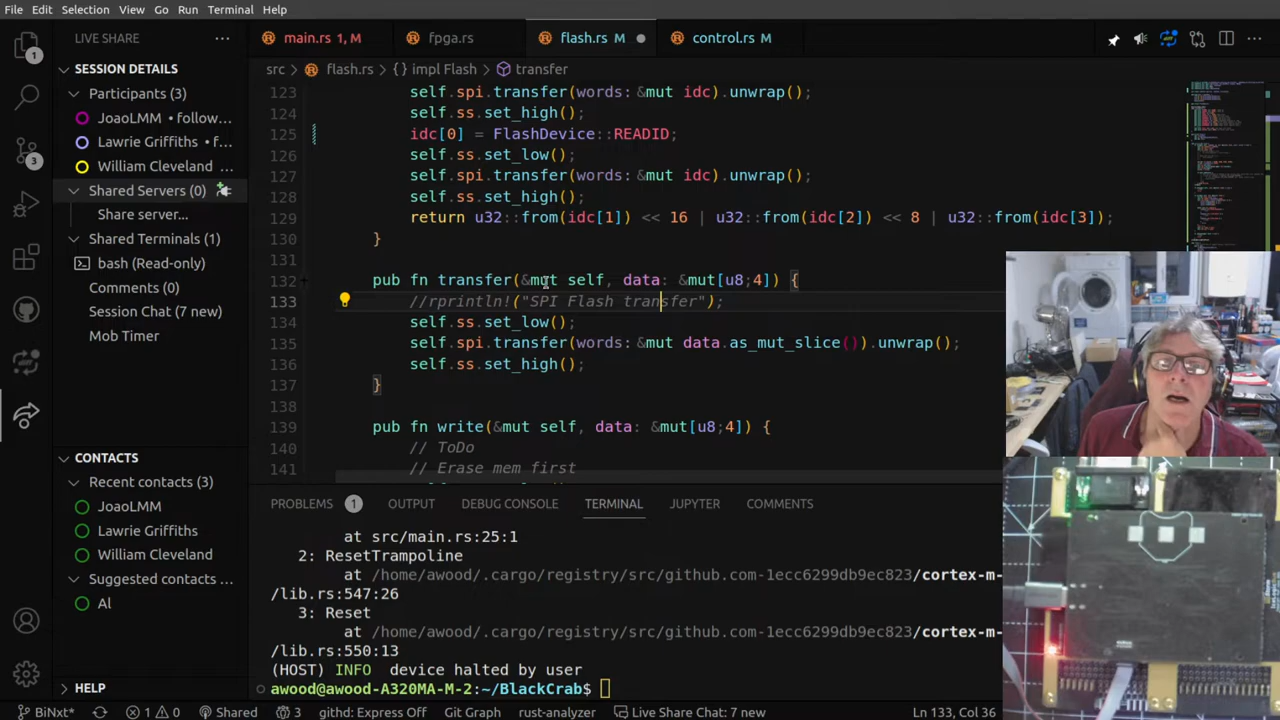 File Edit Selection View Go Run Terminal Help
LIVE SHARE ···
main.rs 1, M
fpga.rs
flash.rs M
control.rs M
SESSION DETAILS
Participants (3)
JoaoLMM • follow...
Lawrie Griffiths • f...
William Cleveland ...
Shared Servers (0)
Share server...
Shared Terminals (1)
bash (Read-only)
Comments (7)
Session Chat (7 new)
Mob Timer
CONTACTS
Recent contacts (3)
JoaoLMM
Lawrie Griffiths
William Cleveland
Suggested contacts ...
Al
HELP
1
3
src > flash.rs > {} impl Flash > transfer
123 self.spi.transfer(words: &mut idc).unwrap();
124 self.ss.set_high();
125 idc[0] = FlashDevice::READID;
126 self.ss.set_low();
127 self.spi.transfer(words: &mut idc).unwrap();
128 self.ss.set_high();
129 return u32::from(idc[1]) << 16 | u32::from(idc[2]) << 8 | u32::from(idc[3]);
130 }
131
132 pub fn transfer(&mut self, data: &mut[u8;4]) {
133 //rprintln!("SPI Flash transfer");
134 self.ss.set_low();
135 self.spi.transfer(words: &mut data.as_mut_slice()).unwrap();
136 self.ss.set_high();
137 }
138
139 pub fn write(&mut self, data: &mut[u8;4]) {
140 // ToDo
141 // Erase mem first
PROBLEMS 1 OUTPUT DEBUG CONSOLE TERMINAL JUPYTER COMMENTS
at src/main.rs:25:1
2: ResetTrampoline
at /home/awood/.cargo/registry/src/github.com-1ecc6299db9ec823/cortex-m-
/lib.rs:547:26
3: Reset
at /home/awood/.cargo/registry/src/github.com-1ecc6299db9ec823/cortex-m-
/lib.rs:550:13
(HOST) INFO device halted by user
awood@awood-A320MA-M-2:~/BlackCrab$
BiNxt* 1 0 Shared 3 githd: Express Off Git Graph rust-analyzer Live Share Chat: 7 new Ln 133, Col 36